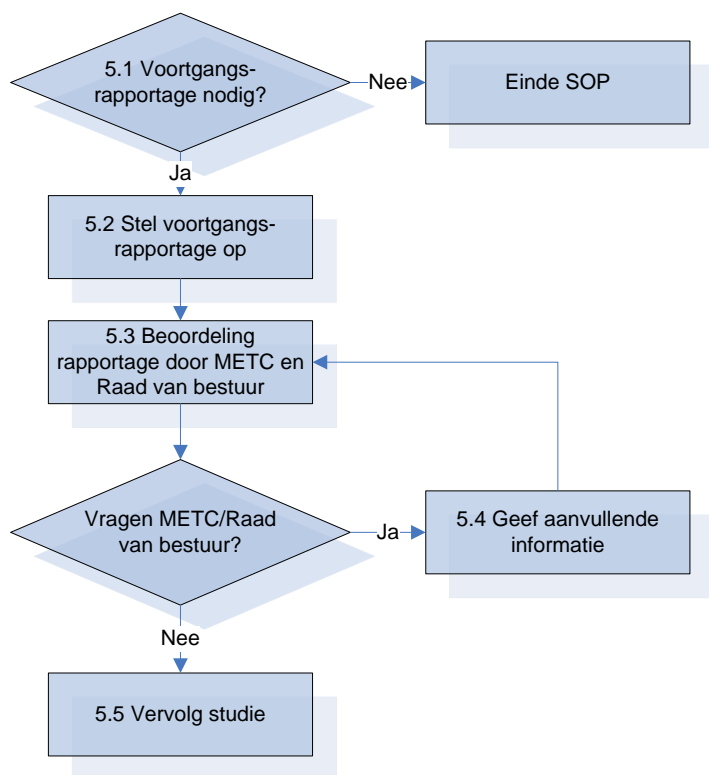 5.1 Voortgangs-
rapportage nodig?
Nee
Einde SOP
Ja
5.2 Stel voortgangs-
rapportage op
5.3 Beoordeling
rapportage door METC en
Raad van bestuur
Vragen METC/Raad
van bestuur?
Ja
5.4 Geef aanvullende
informatie
Nee
5.5 Vervolg studie